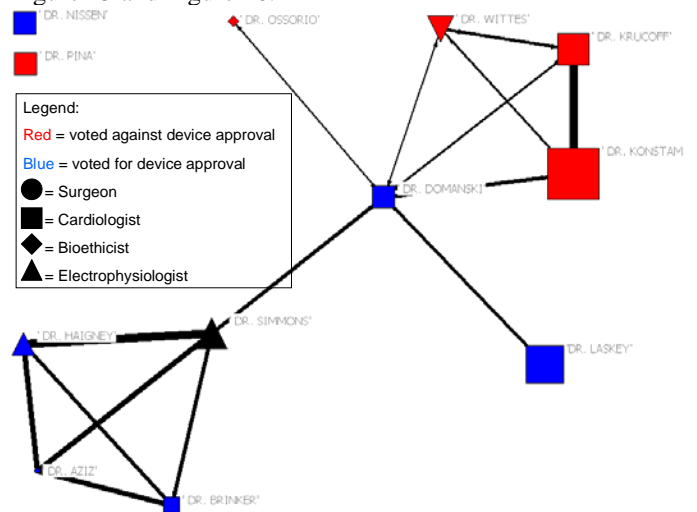 ' DR. NISSEN'
' DR. OSSORIO'
' DR. WITTES'
' DR. KRUCOFF'
' DR. PINA'
Legend:
Red = voted against device approval
Blue = voted for device approval
= Surgeon
= Cardiologist
= Bioethicist
= Electrophysiologist
' DR. KONSTAM
' DR. DOMANSKI
' DR. SIMMONS'
' DR. HAIGNEY'
'DR. LASKEY'
' DR. AZIZ'
' DR. BRINKER'